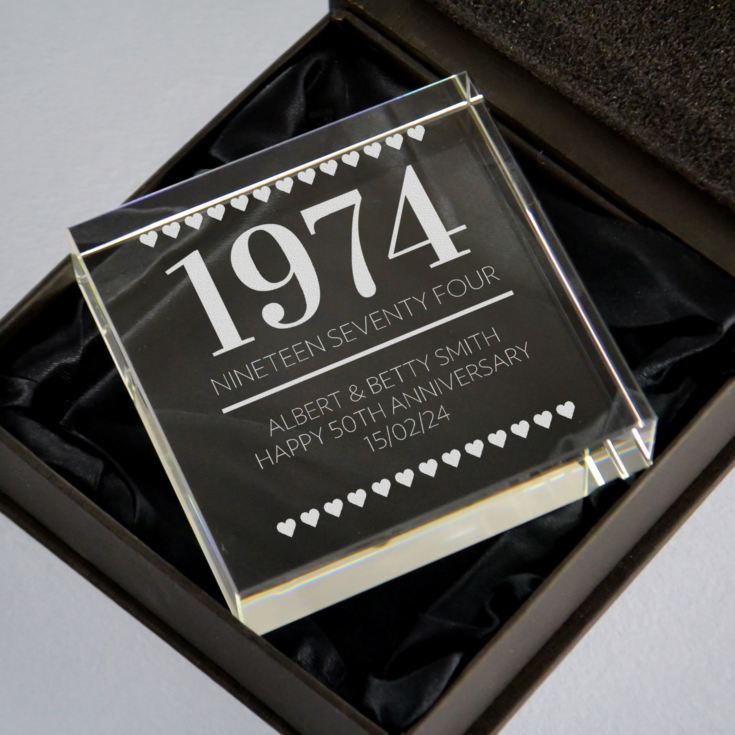 1974
NINETEEN SEVENTY FOUR
ALBERT & BETTY SMITH
HAPPY 50TH ANNIVERSARY
15/02/24